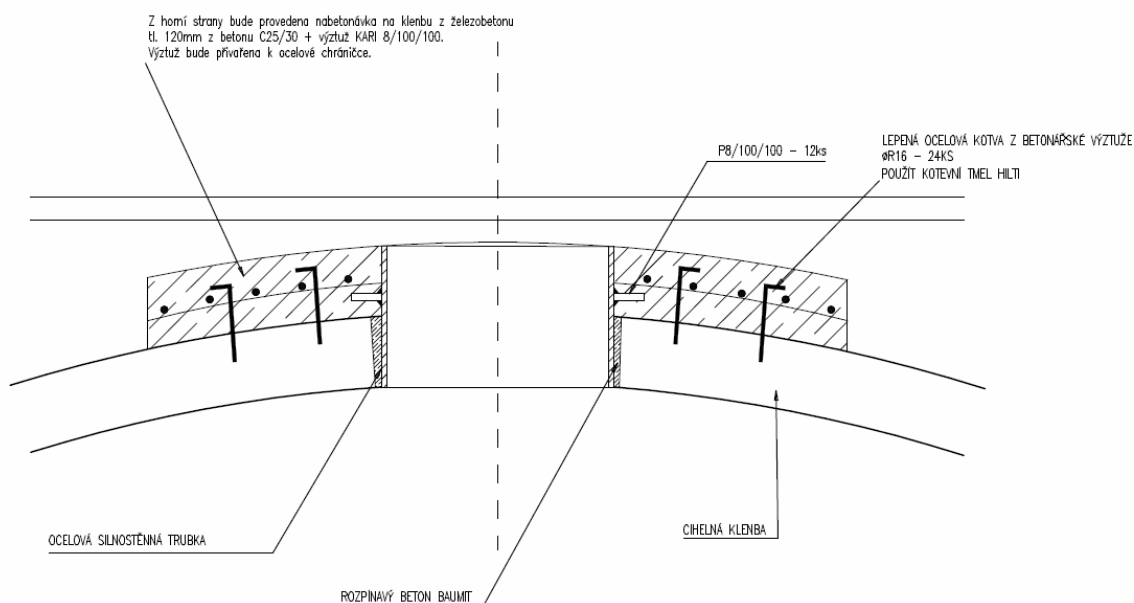 Z horní strany bude provedena nabetonávka na klenbu z železobetonu
tl. 120mm z betonu C25/30 + výztuž KARI 8/100/100.
Výztuž bude přivařena k ocelové chráničce.
P8/100/100 - 12ks
LEPENÁ OCELOVÁ KOTVA Z BETONÁŘSKÉ VÝZTUŽE
øR16 - 24KS
POUŽÍT KOTEVNÍ TMEL HILTI
OCELOVÁ SILNOSTĚNNÁ TRUBKA
CIHELNÁ KLENBA
ROZPÍNAVÝ BETON BAUMIT